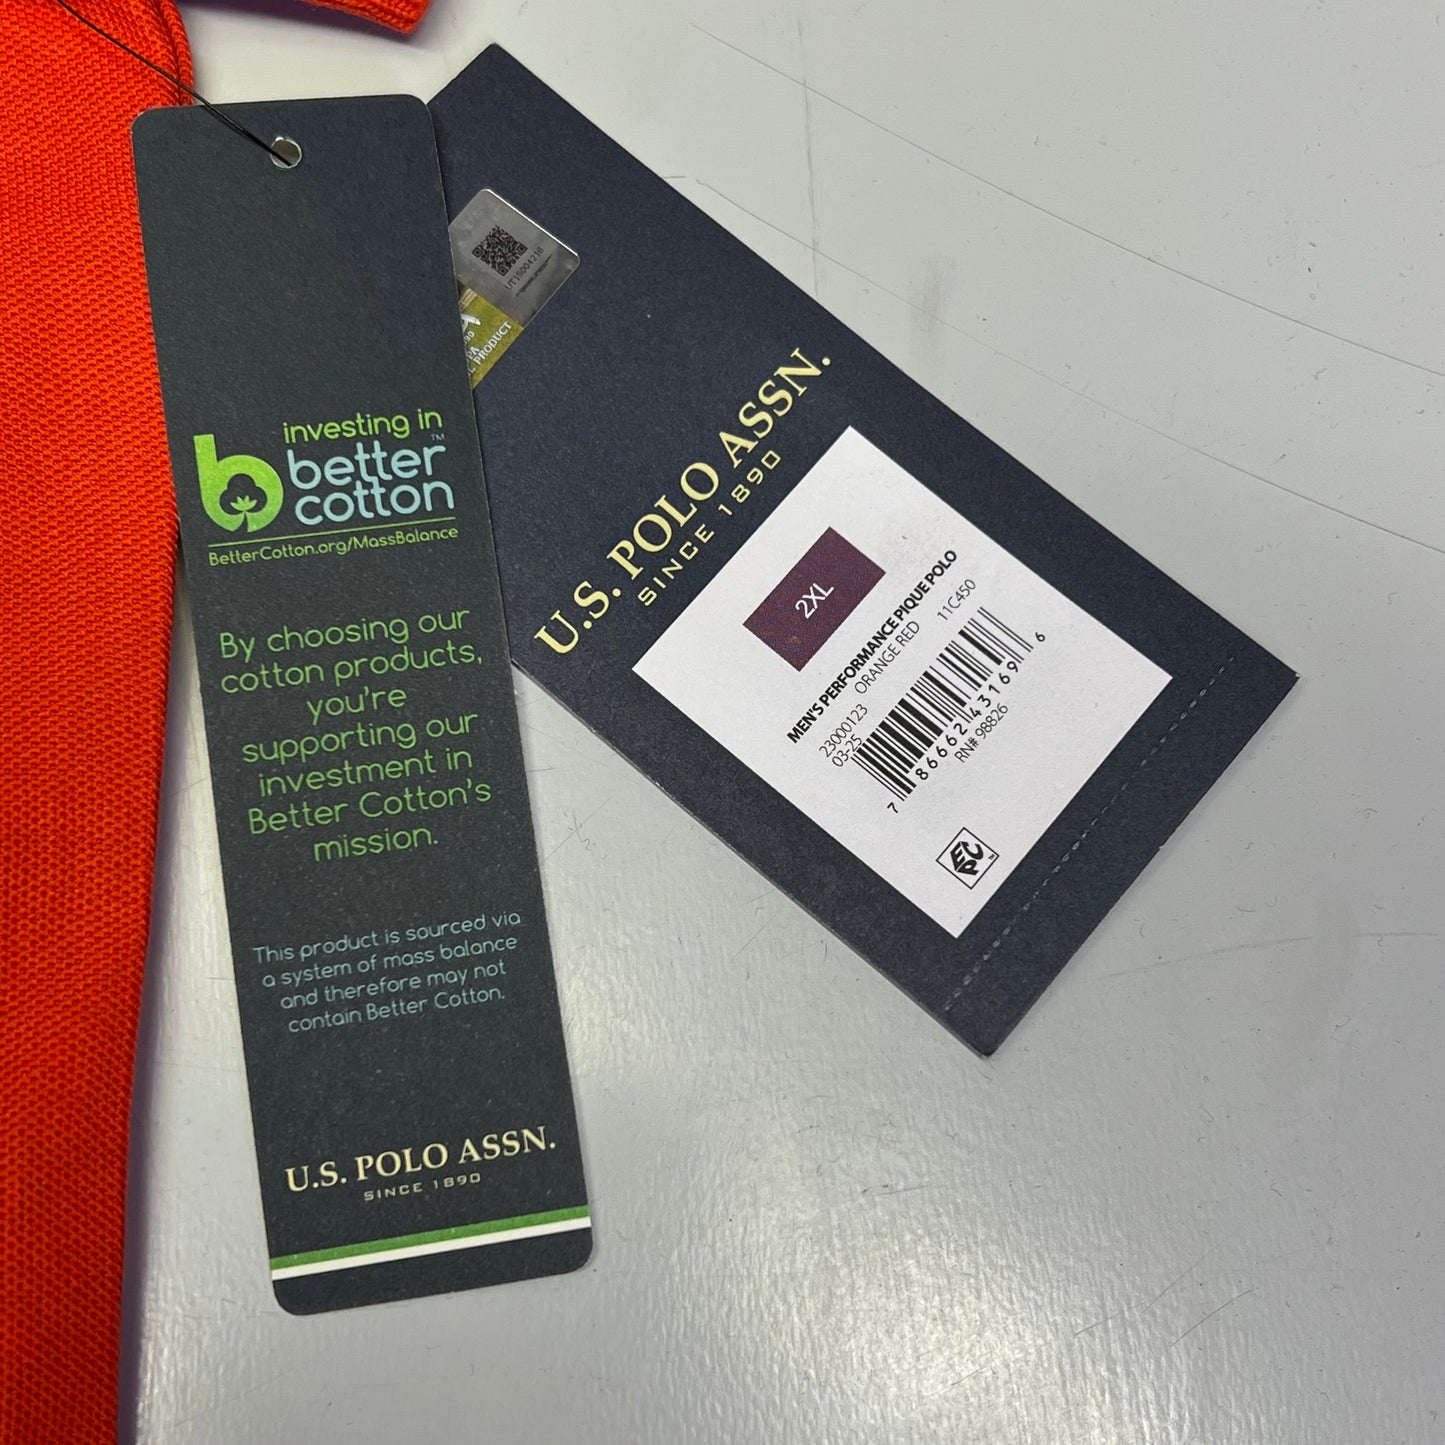 investing in
better™
cotton
BetterCotton.org/MassBalance
By choosing our
cotton products,
you're
supporting our
investment in
Better Cotton's
mission.
This product is sourced via
a system of mass balance
and therefore may not
contain Better Cotton.
U.S. POLO ASSN.
SINCE 1890
PRODUCT
U.S. POLO ASSN.
SINCE 1890
2XL
MEN'S PERFORMANCE PIQUE POLO
23000123 ORANGE RED 11C450
03-25
7 86662 43169 6
RN# 98826
EPC™